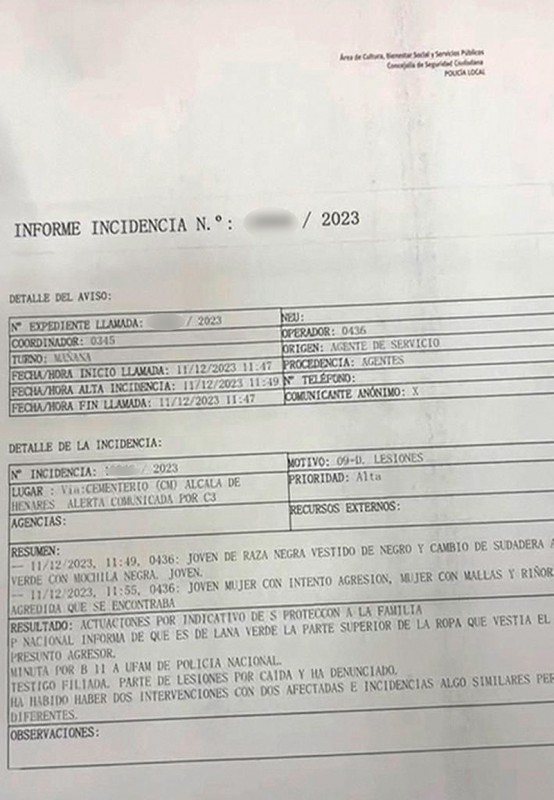 Área de Cultura, Bienestar Social y Servicios Públicos
Concejalía de Seguridad Ciudadana
POLICÍA LOCAL
INFORME INCIDENCIA N.º: / 2023
DETALLE DEL AVISO:
Nº EXPEDIENTE LLAMADA: / 2023
NEU:
COORDINADOR: 0345
OPERADOR: 0436
TURNO: MAÑANA
ORIGEN: AGENTE DE SERVICIO
FECHA/HORA INICIO LLAMADA: 11/12/2023 11:47
PROCEDENCIA: AGENTES
FECHA/HORA ALTA INCIDENCIA: 11/12/2023 11:49
Nº TELÉFONO:
FECHA/HORA FIN LLAMADA: 11/12/2023 11:47
COMUNICANTE ANÓNIMO: X
DETALLE DE LA INCIDENCIA:
Nº INCIDENCIA: / 2023
MOTIVO: 09-D. LESIONES
LUGAR : Via:CEMENTERIO (CM) ALCALA DE
HENARES ALERTA COMUNICADA POR C3
PRIORIDAD: Alta
AGENCIAS:
RECURSOS EXTERNOS:
RESUMEN:
-- 11/12/2023, 11:49, 0436: JOVEN DE RAZA NEGRA VESTIDO DE NEGRO Y CAMBIO DE SUDADERA A
VERDE CON MOCHILA NEGRA. JOVEN.
-- 11/12/2023, 11:55, 0436: JOVEN MUJER CON INTENTO AGRESION, MUJER CON MALLAS Y RIÑOR
AGREDIDA QUE SE ENCONTRABA
RESULTADO: ACTUACIONES POR INDICATIVO DE S PROTECCON A LA FAMILIA
P NACIONAL INFORMA DE QUE ES DE LANA VERDE LA PARTE SUPERIOR DE LA ROPA QUE VESTIA EL
PRESUNTO AGRESOR.
MINUTA POR B 11 A UFAM DE POLICIA NACIONAL.
TESTIGO FILIADA. PARTE DE LESIONES POR CAIDA Y HA DENUNCIADO.
HA HABIDO HABER DOS INTERVENCIONES CON DOS AFECTADAS E INCIDENCIAS ALGO SIMILARES PER
DIFERENTES.
OBSERVACIONES: